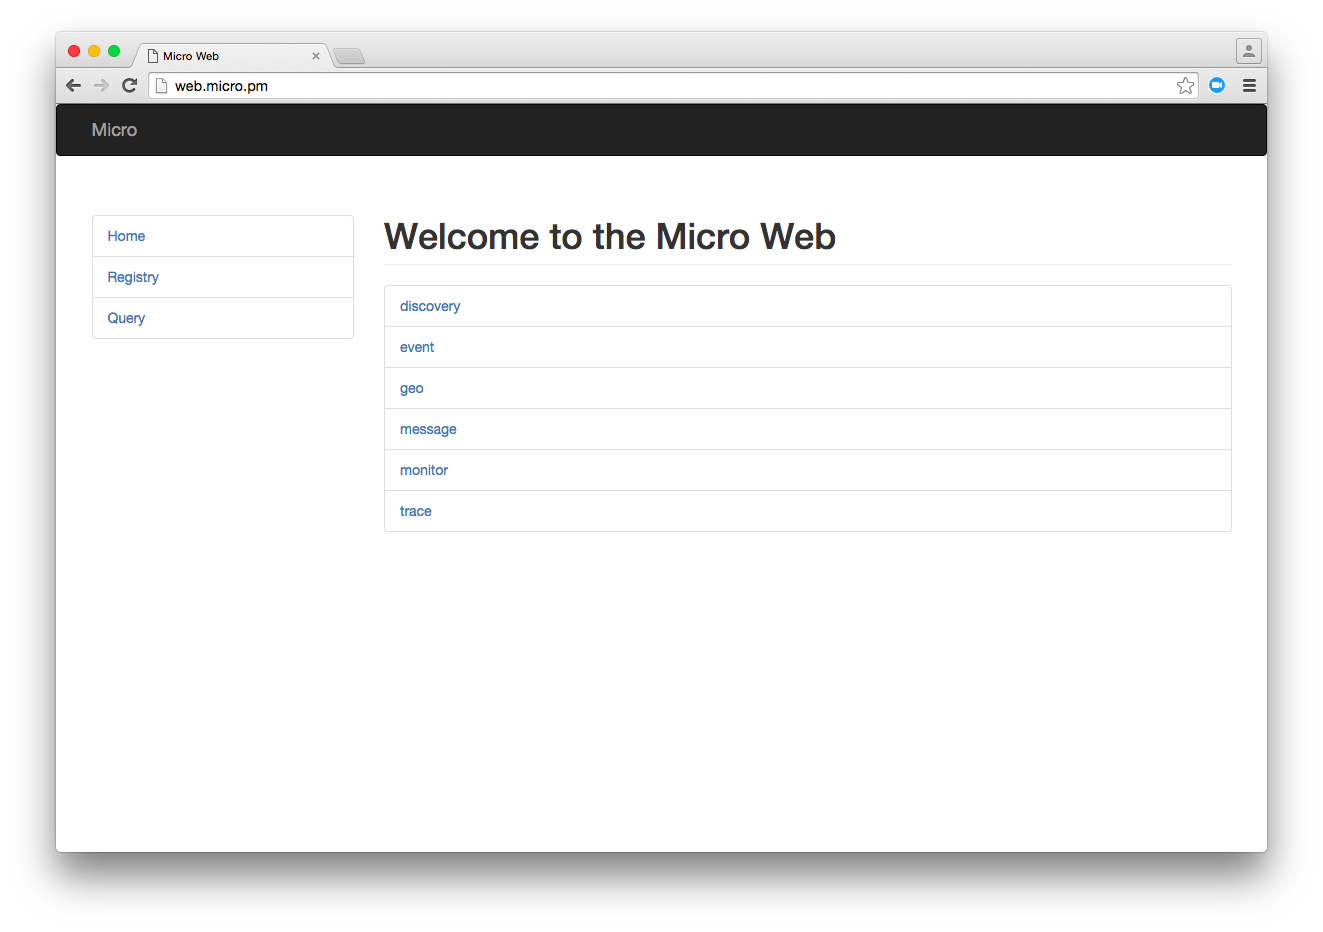 Micro Web
web.micro.pm
Micro
Home
Registry
Query
Welcome to the Micro Web
discovery
event
geo
message
monitor
trace